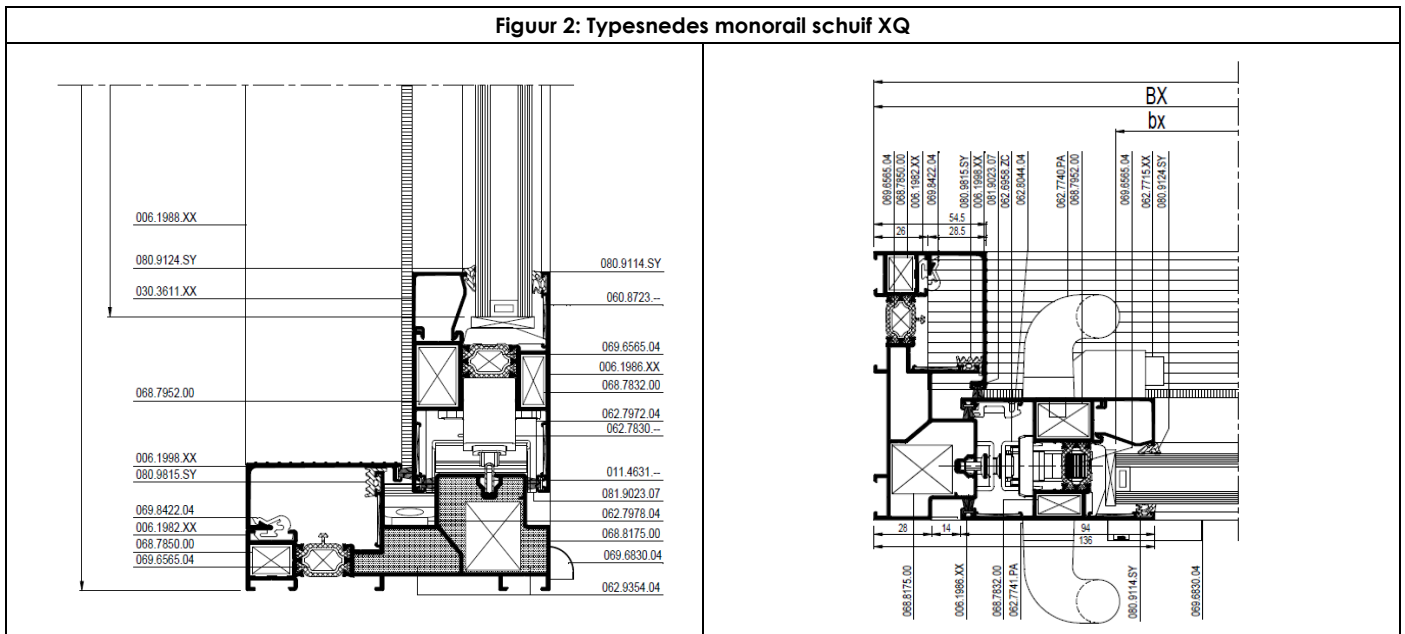 Figuur 2: Typesnedes monorail schuif XQ
006.1988.XX
080.9124.SY
030.3611.XX
068.7952.00
006.1998.XX
080.9815.SY
069.8422.04
006.1982.XX
068.7850.00
069.6565.04
080.9114.SY
060.8723.--
069.6565.04
006.1986.XX
068.7832.00
062.7972.04
062.7830.--
011.4631.--
081.9023.07
062.7978.04
068.8175.00
069.6830.04
062.9354.04
BX
bx
069.6565.04
068.7850.00
006.1982.XX
069.8422.04
080.9815.SY
006.1998.XX
081.9023.07
062.6958.ZC
062.8044.04
062.7740.PA
068.7952.00
069.6565.04
062.7715.XX
080.9124.SY
54.5
26
28.5
28
14
94
136
068.8175.00
006.1986.XX
068.7832.00
062.7741.PA
080.9114.SY
069.6830.04